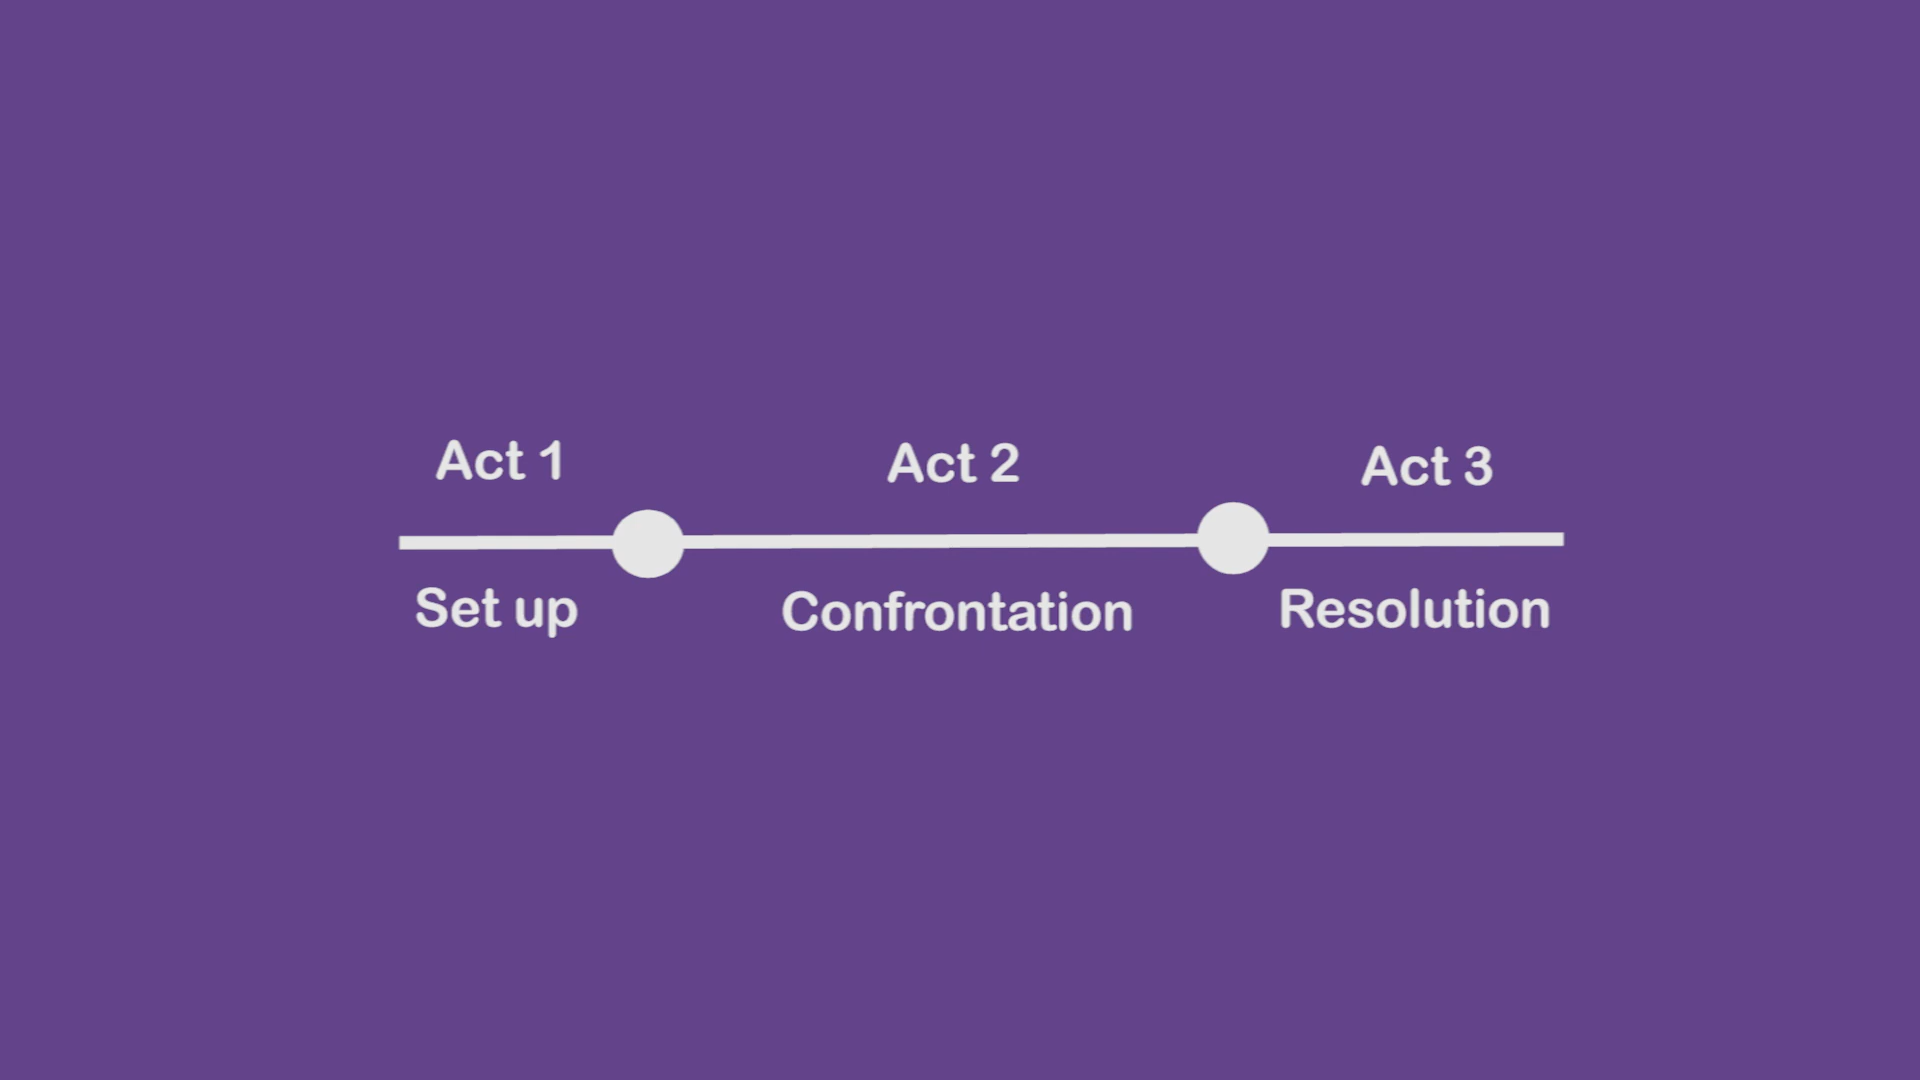 Act 1
Act 2
Act 3
Set up
Confrontation
Resolution